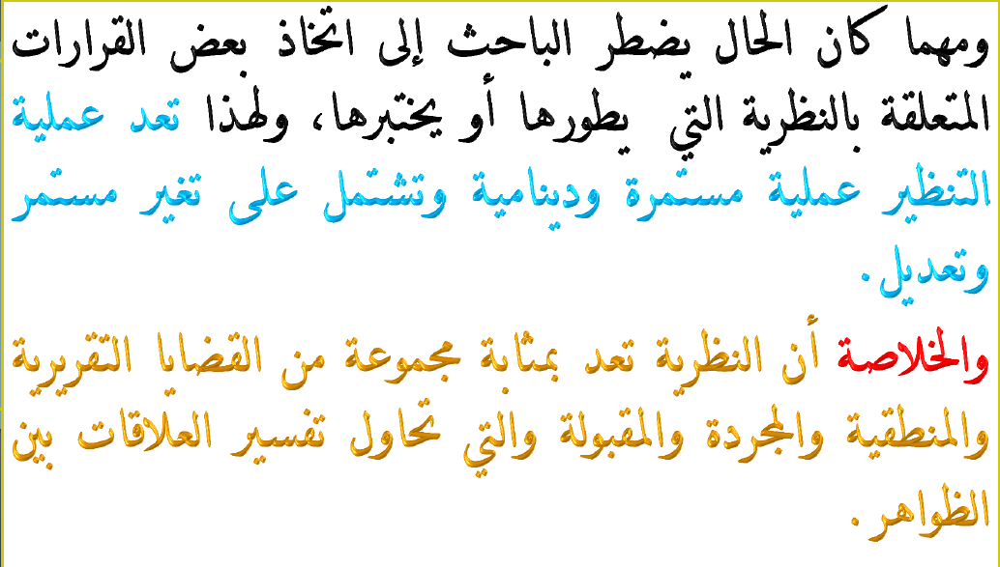 ومهما كان الحال يضطر الباحث إلى اتخاذ بعض القرارات
المتعلقة بالنظرية التي يطورها أو يختبرها، ولهذا تعد عملية
التنظير عملية مستمرة ودينامية وتشتمل على تغير مستمر
وتعديل.
والخلاصة أن النظرية تعد بمثابة مجموعة من القضايا التقريرية
والمنطقية والمجردة والمقبولة والتي تحاول تفسير العلاقات بين
الظواهر.